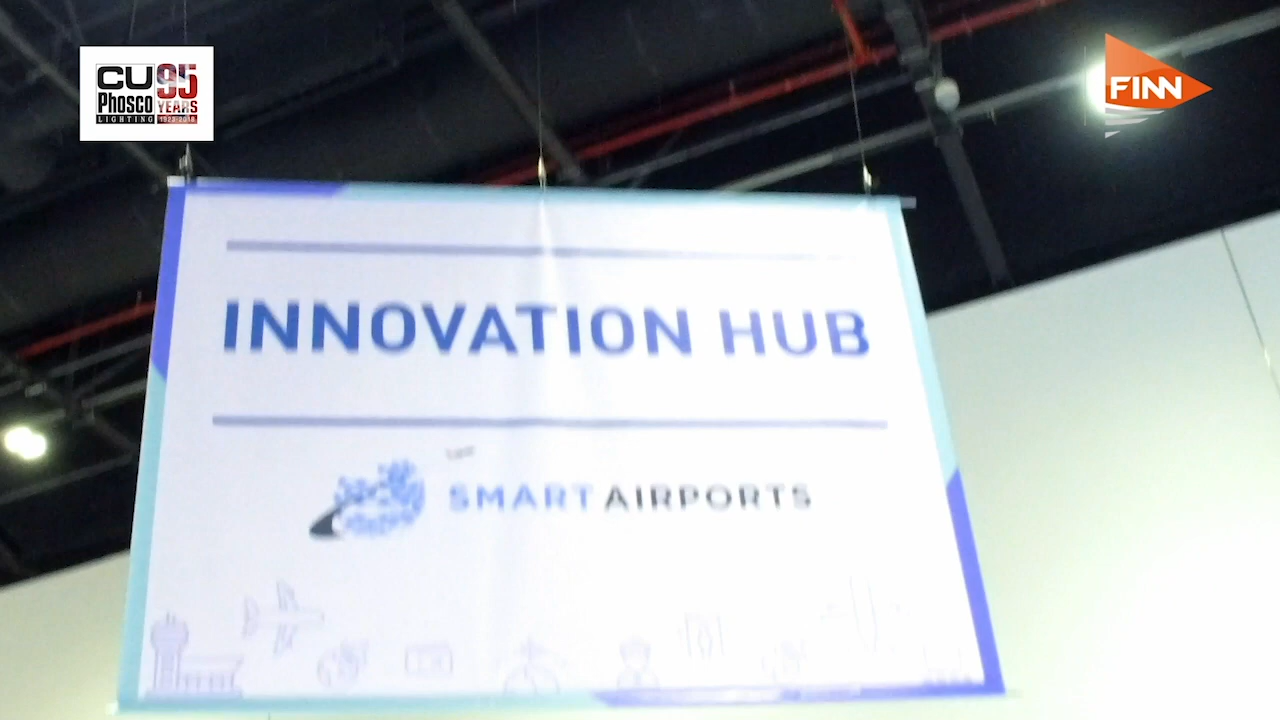 CU
Phosco
LIGHTING
95
YEARS
FINN
INNOVATION HUB
SMART AIRPORTS